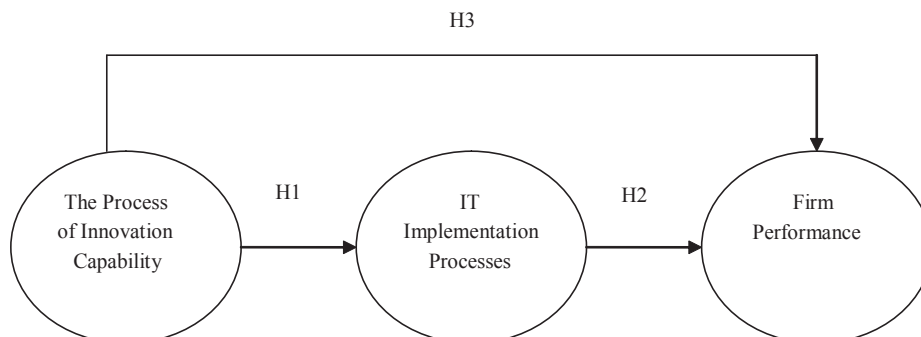 H3
The Process
of Innovation
Capability
H1
IT
Implementation
Processes
H2
Firm
Performance